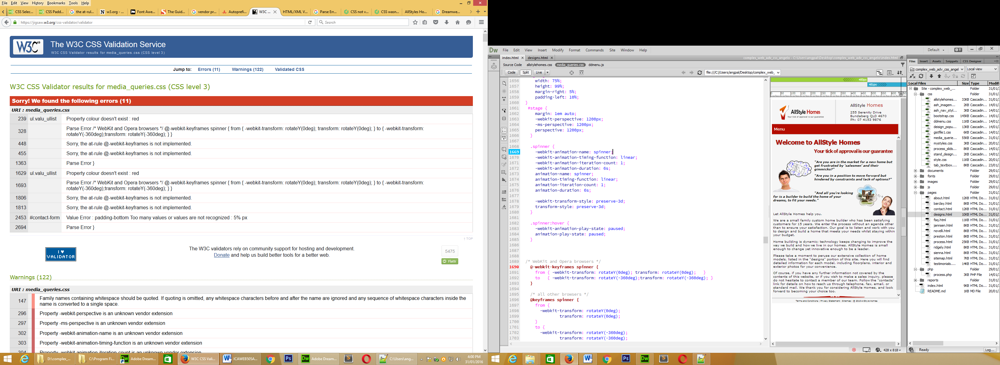 File Edit View History Bookmarks Tools Help
CSS Selec... CSS Padd... the at-rul... w3.org - ... Font Awe... The Guid... vendor pr... Autoprefi... W3C ... HTML/XML V... Parse Err... CSS not v... CSS wasn... AllStyles Ho... Dreamwe...
https://jigsaw.w3.org/css-validator/validator
Search
W3C®
The W3C CSS Validation Service
W3C CSS Validator results for media_queries.css (CSS level 3)
Jump to: Errors (11) Warnings (122) Validated CSS
W3C CSS Validator results for media_queries.css (CSS level 3)
Sorry! We found the following errors (11)
URI : media_queries.css
239 ul.valu_ullist Property colour doesn't exist : red
328 Parse Error /* WebKit and Opera browsers */ @-webkit-keyframes spinner { from { -webkit-transform: rotateY(0deg); transform: rotateY(0deg); } to { -webkit-transform:
rotateY(-360deg);transform: rotateY(-360deg); } }
448 Sorry, the at-rule @-webkit-keyframes is not implemented.
455 Sorry, the at-rule @-webkit-keyframes is not implemented.
1363 Parse Error }
1629 ul.valu_ullist Property colour doesn't exist : red
1693 Parse Error /* WebKit and Opera browsers */ @-webkit-keyframes spinner { from { -webkit-transform: rotateY(0deg); transform: rotateY(0deg); } to { -webkit-transform:
rotateY(-360deg);transform: rotateY(-360deg); } }
1806 Sorry, the at-rule @-webkit-keyframes is not implemented.
1813 Sorry, the at-rule @-webkit-keyframes is not implemented.
2453 #contact-form Value Error : padding-bottom Too many values or values are not recognized : 5% px
2694 Parse Error }
↑ TOP
I ♥
VALIDATOR
The W3C validators rely on community support for hosting and development.
Donate and help us build better tools for a better web.
5475
Flattr
Warnings (122)
URI : media_queries.css
147 Family names containing whitespace should be quoted. If quoting is omitted, any whitespace characters before and after the name are ignored and any sequence of whitespace characters inside the
name is converted to a single space.
296 Property -webkit-perspective is an unknown vendor extension
297 Property -ms-perspective is an unknown vendor extension
302 Property -webkit-animation-name is an unknown vendor extension
303 Property -webkit-animation-timing-function is an unknown vendor extension
304 Property -webkit-animation-iteration-count is an unknown vendor extension
D:\complex_... C:\Program Fi... Adobe Dream... W3C CSS Vali... ICAWEB505A... Adobe Dream... C:\Users\ang...
4:00 PM
31/01/2016
Dw File Edit View Insert Modify Format Commands Site Window Help
Default
index.html designs.html
complex_web_adv_css_angelo - C:\Users\angpal\Desktop\complex_web_adv_css_angelo\index.html
Source Code allstylehomes.css media_queries.css ddmenu.js
Code Split Live file:///C|/Users/angpal/Desktop/complex_web_
1656 width: 75%;
1657 height: 99%;
1658 margin-right: 5%;
1659 padding-left: 10%;
1660 }
1661 #stage {
1662 margin: 1em auto;
1663 -webkit-perspective: 1200px;
1664 -ms-perspective: 1200px;
1665 perspective: 1200px;
1666 }
1667
1668 .spinner {
1669 -webkit-animation-name: spinner;
1670 -webkit-animation-timing-function: linear;
1671 -webkit-animation-iteration-count: 1;
1672 -webkit-animation-duration: 6s;
1673 animation-name: spinner;
1674 animation-timing-function: linear;
1675 animation-iteration-count: 1;
1676 animation-duration: 6s;
1677
1678 -webkit-transform-style: preserve-3d;
1679 transform-style: preserve-3d;
1680 }
1681
1682 .spinner:hover {
1683 -webkit-animation-play-state: paused;
1684 animation-play-state: paused;
1685 }
1686
1687
1688
1689 /* WebKit and Opera browsers */
1690 @-webkit-keyframes spinner {
1691 from { -webkit-transform: rotateY(0deg); transform: rotateY(0deg); }
1692 to { -webkit-transform: rotateY(-360deg);transform: rotateY(-360deg); }
1693 }
1694
1695 /* all other browsers */
1696 @keyframes spinner {
1697 from {
1698 -webkit-transform: rotateY(0deg);
1699 transform: rotateY(0deg);
1700 }
1701 to {
1702 -webkit-transform: rotateY(-360deg);
1703 transform: rotateY(-360deg);
480px
481px
0 50 100 150 200 250 300 350 400 450 500 550 600
AllStyle Homes
Your tick of approval is our guarantee
AllStyle Homes
255 Serenity Drive
Bundaberg QLD 4670
Ph: 07 4153 9876
Menu
Welcome to AllStyle Homes
Your tick of approval is our guarantee
"Are you are in the market for a new home but
get frustrated by 'salesmen' and their
gimmicks?"
"Are you in a position to move forward but
hindered by constraints and lack of options?"
"And all you're looking
for is a builder to build the home of your
dreams, to fit your needs."
Let AllStyle Homes help you.
We are a small family custom home builder who has been satisfying
customers for 15 years. We enter the process without an agenda other
than to ensure your satisfaction. Our goal is to listen and work with you
to design and build a home that meets your needs whilst staying within
your budget.
Home building is dynamic; technology keeps changing to improve the
way we build and how we live in our homes. AllStyle Homes is small
enough to change yet innovative enough to be a leader.
Please take a moment to peruse our extensive collection of home
models, listed in the "designs" portion of this site. Here you will find
detailed information for each model, including floorplans, interior and
exterior photos for your convenience.
Of course, if you have any further information not covered by the
contents of this website, or if you wish to make a sales inquiry, please
do not hesitate to contact a member of our team. Follow the "contacts"
link for details on how to reach us through telephone, fax, email, or
standard mail. We thank you for considering AllStyle Homes, and look
forward to becoming your choice too.
Terms and Conditions | Privacy Statement | Sitemap | © 2013 AllStyle Homes
428 x 818
Files Insert Assets Snippets CSS Designer
complex_web_adv_css_angel Local view
Local Files Size Type Modifi
Site - complex_web_... Folder 31/01/
css Folder 31/01/
allstylehomes... 33KB Cascadin... 31/01/
ash_imagem... 2KB Cascadin... 14/01/
ash_nav_styl... 3KB Cascadin... 14/01/
bootstrap.css 145KB Cascadin... 14/01/
ddmenu.css 11KB Cascadin... 14/01/
deisign_popu... 13KB Cascadin... 14/01/
gistfile1.css 6KB Cascadin... 14/01/
media_querie... 55KB Cascadin... 31/01/
mystyles.css 3KB Cascadin... 20/01/
process_slids... 8KB Cascadin... 14/01/
stand_design... 2KB Cascadin... 14/01/
style.css 11KB Cascadin... 20/01/
tab_textbox.... 8KB Cascadin... 23/01/
documents Folder 29/01/
fonts Folder 29/01/
images Folder 29/01/
js Folder 29/01/
pages Folder 31/01/
about.html 12KB HTML Do... 31/01/
barclay.html 8KB HTML Do... 31/01/
contact.html 12KB HTML Do... 31/01/
designs.html 10KB HTML Do... 31/01/
faq.html 11KB HTML Do... 31/01/
jannsen.html 8KB HTML Do... 31/01/
novelli.html 8KB HTML Do... 31/01/
preston.html 8KB HTML Do... 31/01/
process.html 25KB HTML Do... 31/01/
ridgely.html 8KB HTML Do... 31/01/
sienna.html 8KB HTML Do... 31/01/
sitemap.html 7KB HTML Do... 31/01/
testimonials.... 14KB HTML Do... 31/01/
php Folder 29/01/
process.php 3KB PHP File 14/01/
reports Folder 29/01/
index.html 9KB HTML Do... 31/01/
README.md 1KB MD File 20/01/
Ready Log...